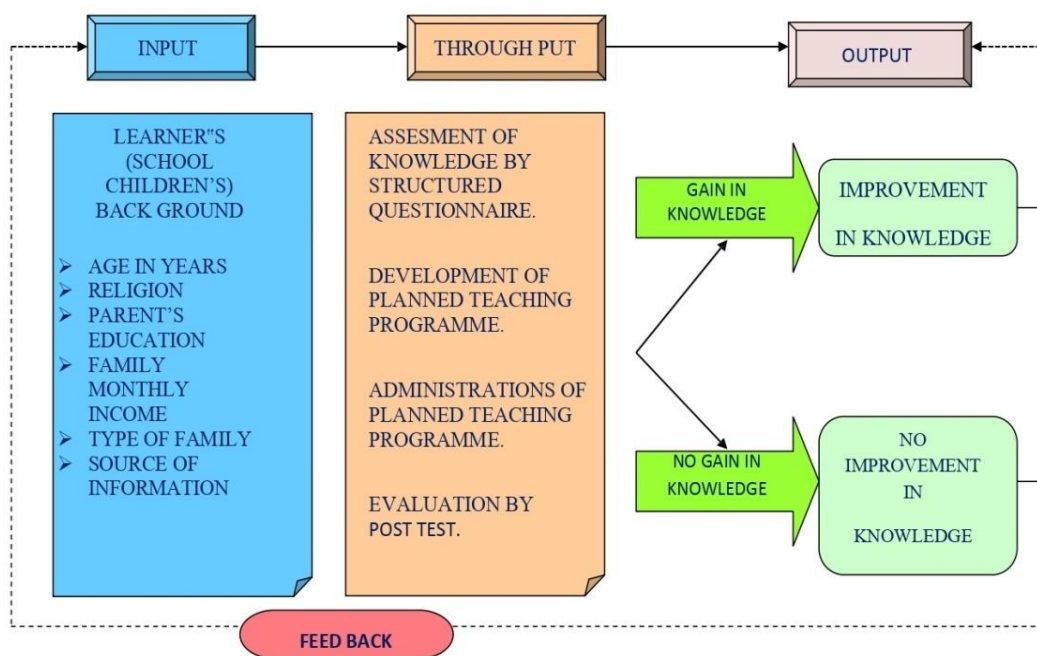 INPUT
THROUGH PUT
OUTPUT
LEARNER"S
(SCHOOL
CHILDREN’S)
BACK GROUND
➢ AGE IN YEARS
➢ RELIGION
➢ PARENT’S
EDUCATION
➢ FAMILY
MONTHLY
INCOME
➢ TYPE OF FAMILY
➢ SOURCE OF
INFORMATION
ASSESMENT OF
KNOWLEDGE BY
STRUCTURED
QUESTIONNAIRE.
DEVELOPMENT OF
PLANNED TEACHING
PROGRAMME.
ADMINISTRATIONS OF
PLANNED TEACHING
PROGRAMME.
EVALUATION BY
POST TEST.
GAIN IN
KNOWLEDGE
IMPROVEMENT
IN KNOWLEDGE
NO GAIN IN
KNOWLEDGE
NO
IMPROVEMENT
IN
KNOWLEDGE
FEED BACK